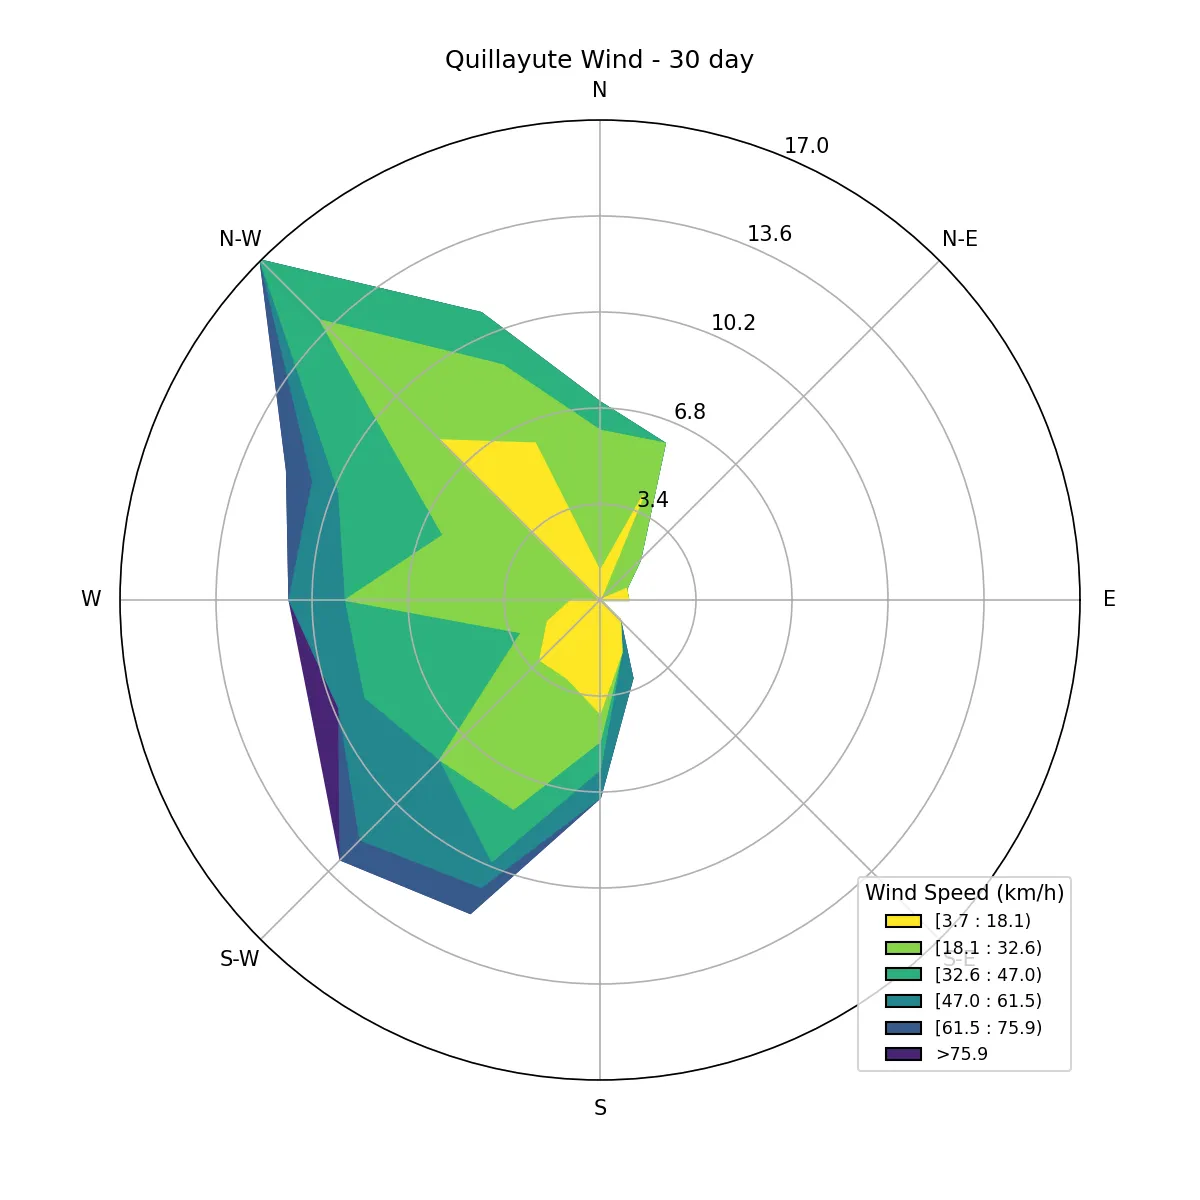 Quillayute Wind - 30 day
N
17.0
13.6
N-W
N-E
10.2
6.8
3.4
W
E
S-W
S-E
Wind Speed (km/h)
[3.7 : 18.1)
[18.1 : 32.6)
[32.6 : 47.0)
[47.0 : 61.5)
[61.5 : 75.9)
>75.9
S